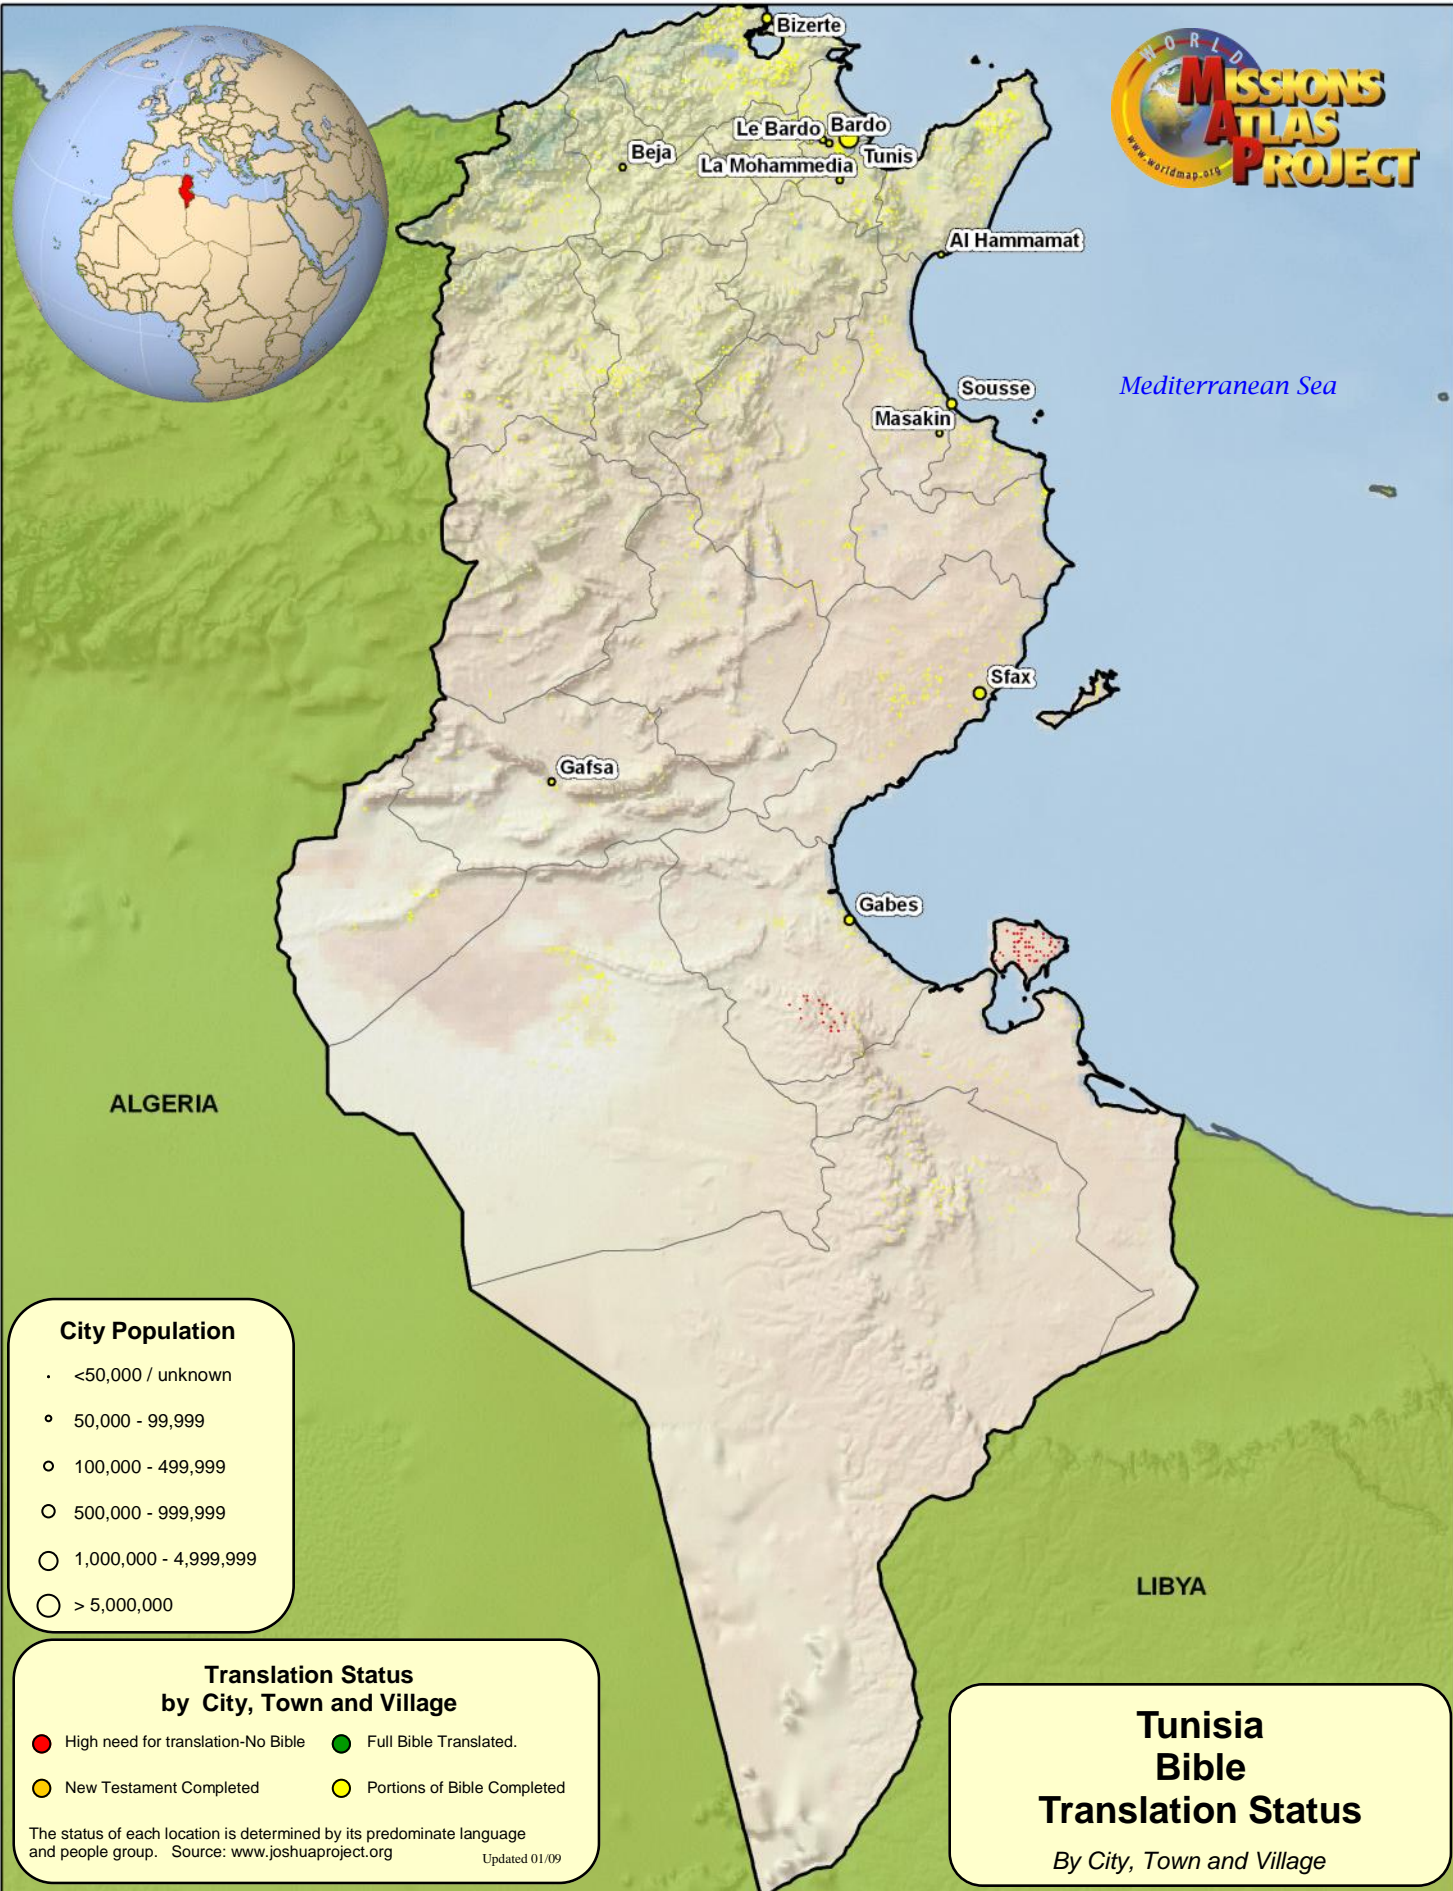 WORLD
MISSIONS
ATLAS
PROJECT
www.worldmap.org
Bizerte
Le Bardo
Bardo
Beja
La Mohammedia
Tunis
Al Hammamat
Mediterranean Sea
Sousse
Masakin
Sfax
Gafsa
Gabes
ALGERIA
LIBYA
City Population
<50,000 / unknown
50,000 - 99,999
100,000 - 499,999
500,000 - 999,999
1,000,000 - 4,999,999
> 5,000,000
Translation Status
by City, Town and Village
High need for translation-No Bible
Full Bible Translated.
New Testament Completed
Portions of Bible Completed
The status of each location is determined by its predominate language
and people group. Source: www.joshuaproject.org
Updated 01/09
Tunisia
Bible
Translation Status
By City, Town and Village